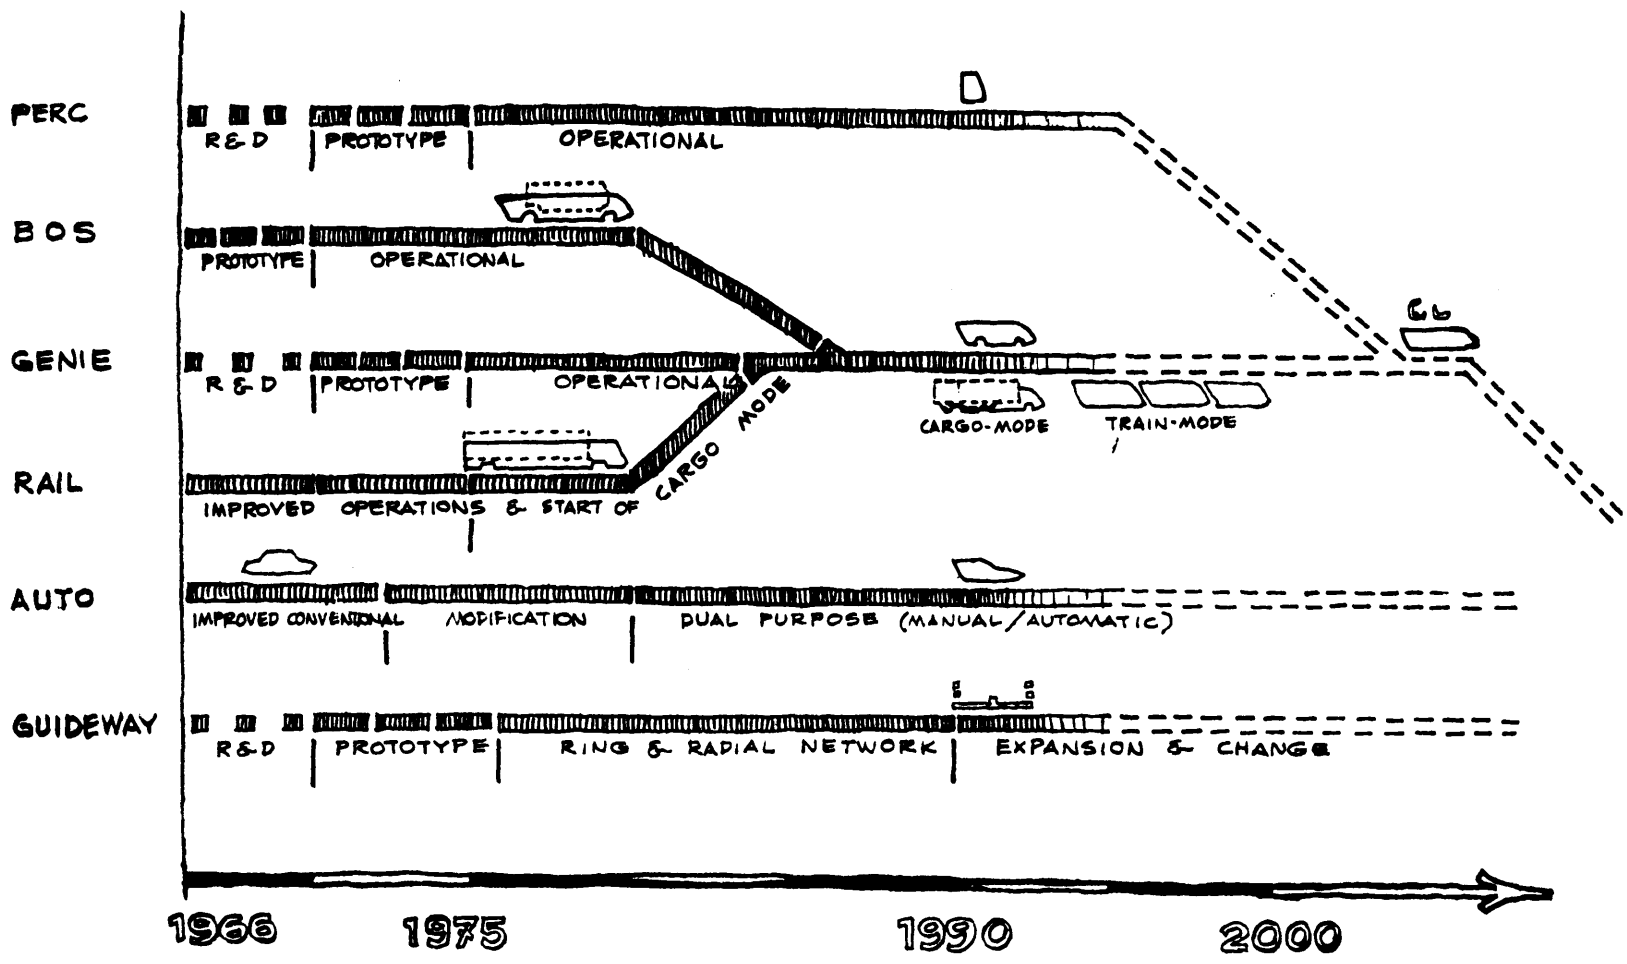 PERC
R & D PROTOTYPE OPERATIONAL
BOS
PROTOTYPE OPERATIONAL
GENIE
R & D PROTOTYPE OPERATIONAL
CARGO-MODE TRAIN-MODE
RAIL
IMPROVED OPERATIONS & START OF CARGO MODE
AUTO
IMPROVED CONVENTIONAL MODIFICATION DUAL PURPOSE (MANUAL/AUTOMATIC)
GUIDEWAY
R&D PROTOTYPE RING & RADIAL NETWORK EXPANSION & CHANGE
1966 1975 1990 2000